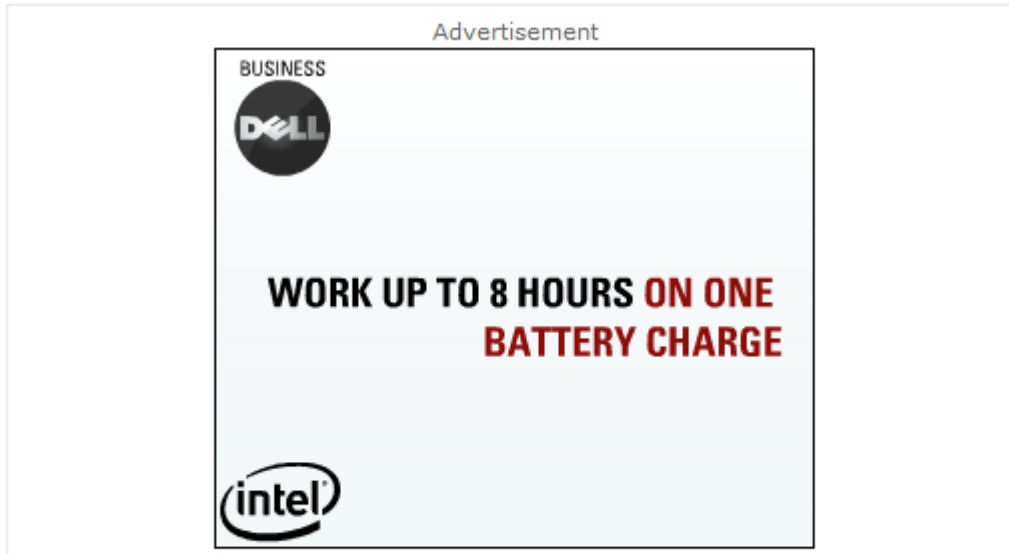 Advertisement
BUSINESS
DELL
WORK UP TO 8 HOURS ON ONE
BATTERY CHARGE
intel